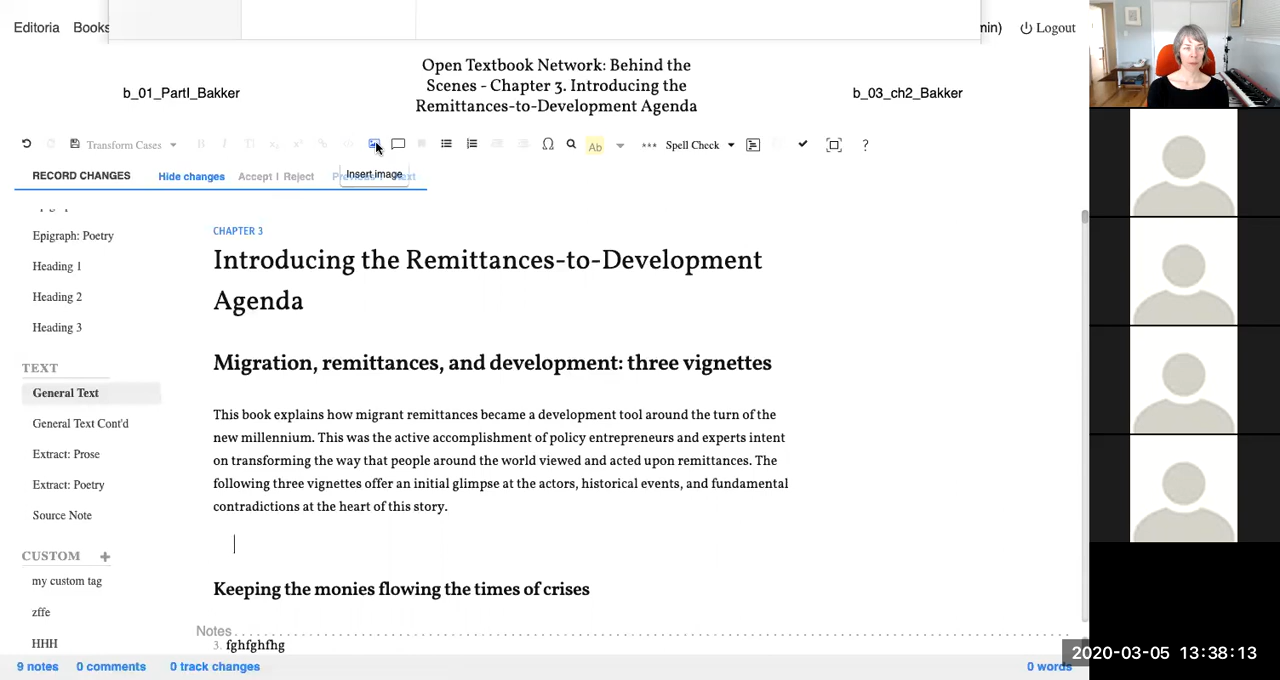 Editoria Books
min) Logout
b_01_PartI_Bakker
Open Textbook Network: Behind the
Scenes - Chapter 3. Introducing the
Remittances-to-Development Agenda
b_03_ch2_Bakker
Transform Cases
Ab
Spell Check
?
RECORD CHANGES
Hide changes
Accept | Reject
Insert image
Epigraph: Poetry
Heading 1
Heading 2
Heading 3
TEXT
General Text
General Text Cont'd
Extract: Prose
Extract: Poetry
Source Note
CUSTOM +
my custom tag
zffe
HHH
CHAPTER 3
Introducing the Remittances-to-Development
Agenda
Migration, remittances, and development: three vignettes
This book explains how migrant remittances became a development tool around the turn of the
new millennium. This was the active accomplishment of policy entrepreneurs and experts intent
on transforming the way that people around the world viewed and acted upon remittances. The
following three vignettes offer an initial glimpse at the actors, historical events, and fundamental
contradictions at the heart of this story.
Keeping the monies flowing the times of crises
Notes
3. fghfghfhg
9 notes 0 comments 0 track changes
0 words
2020-03-05 13:38:13